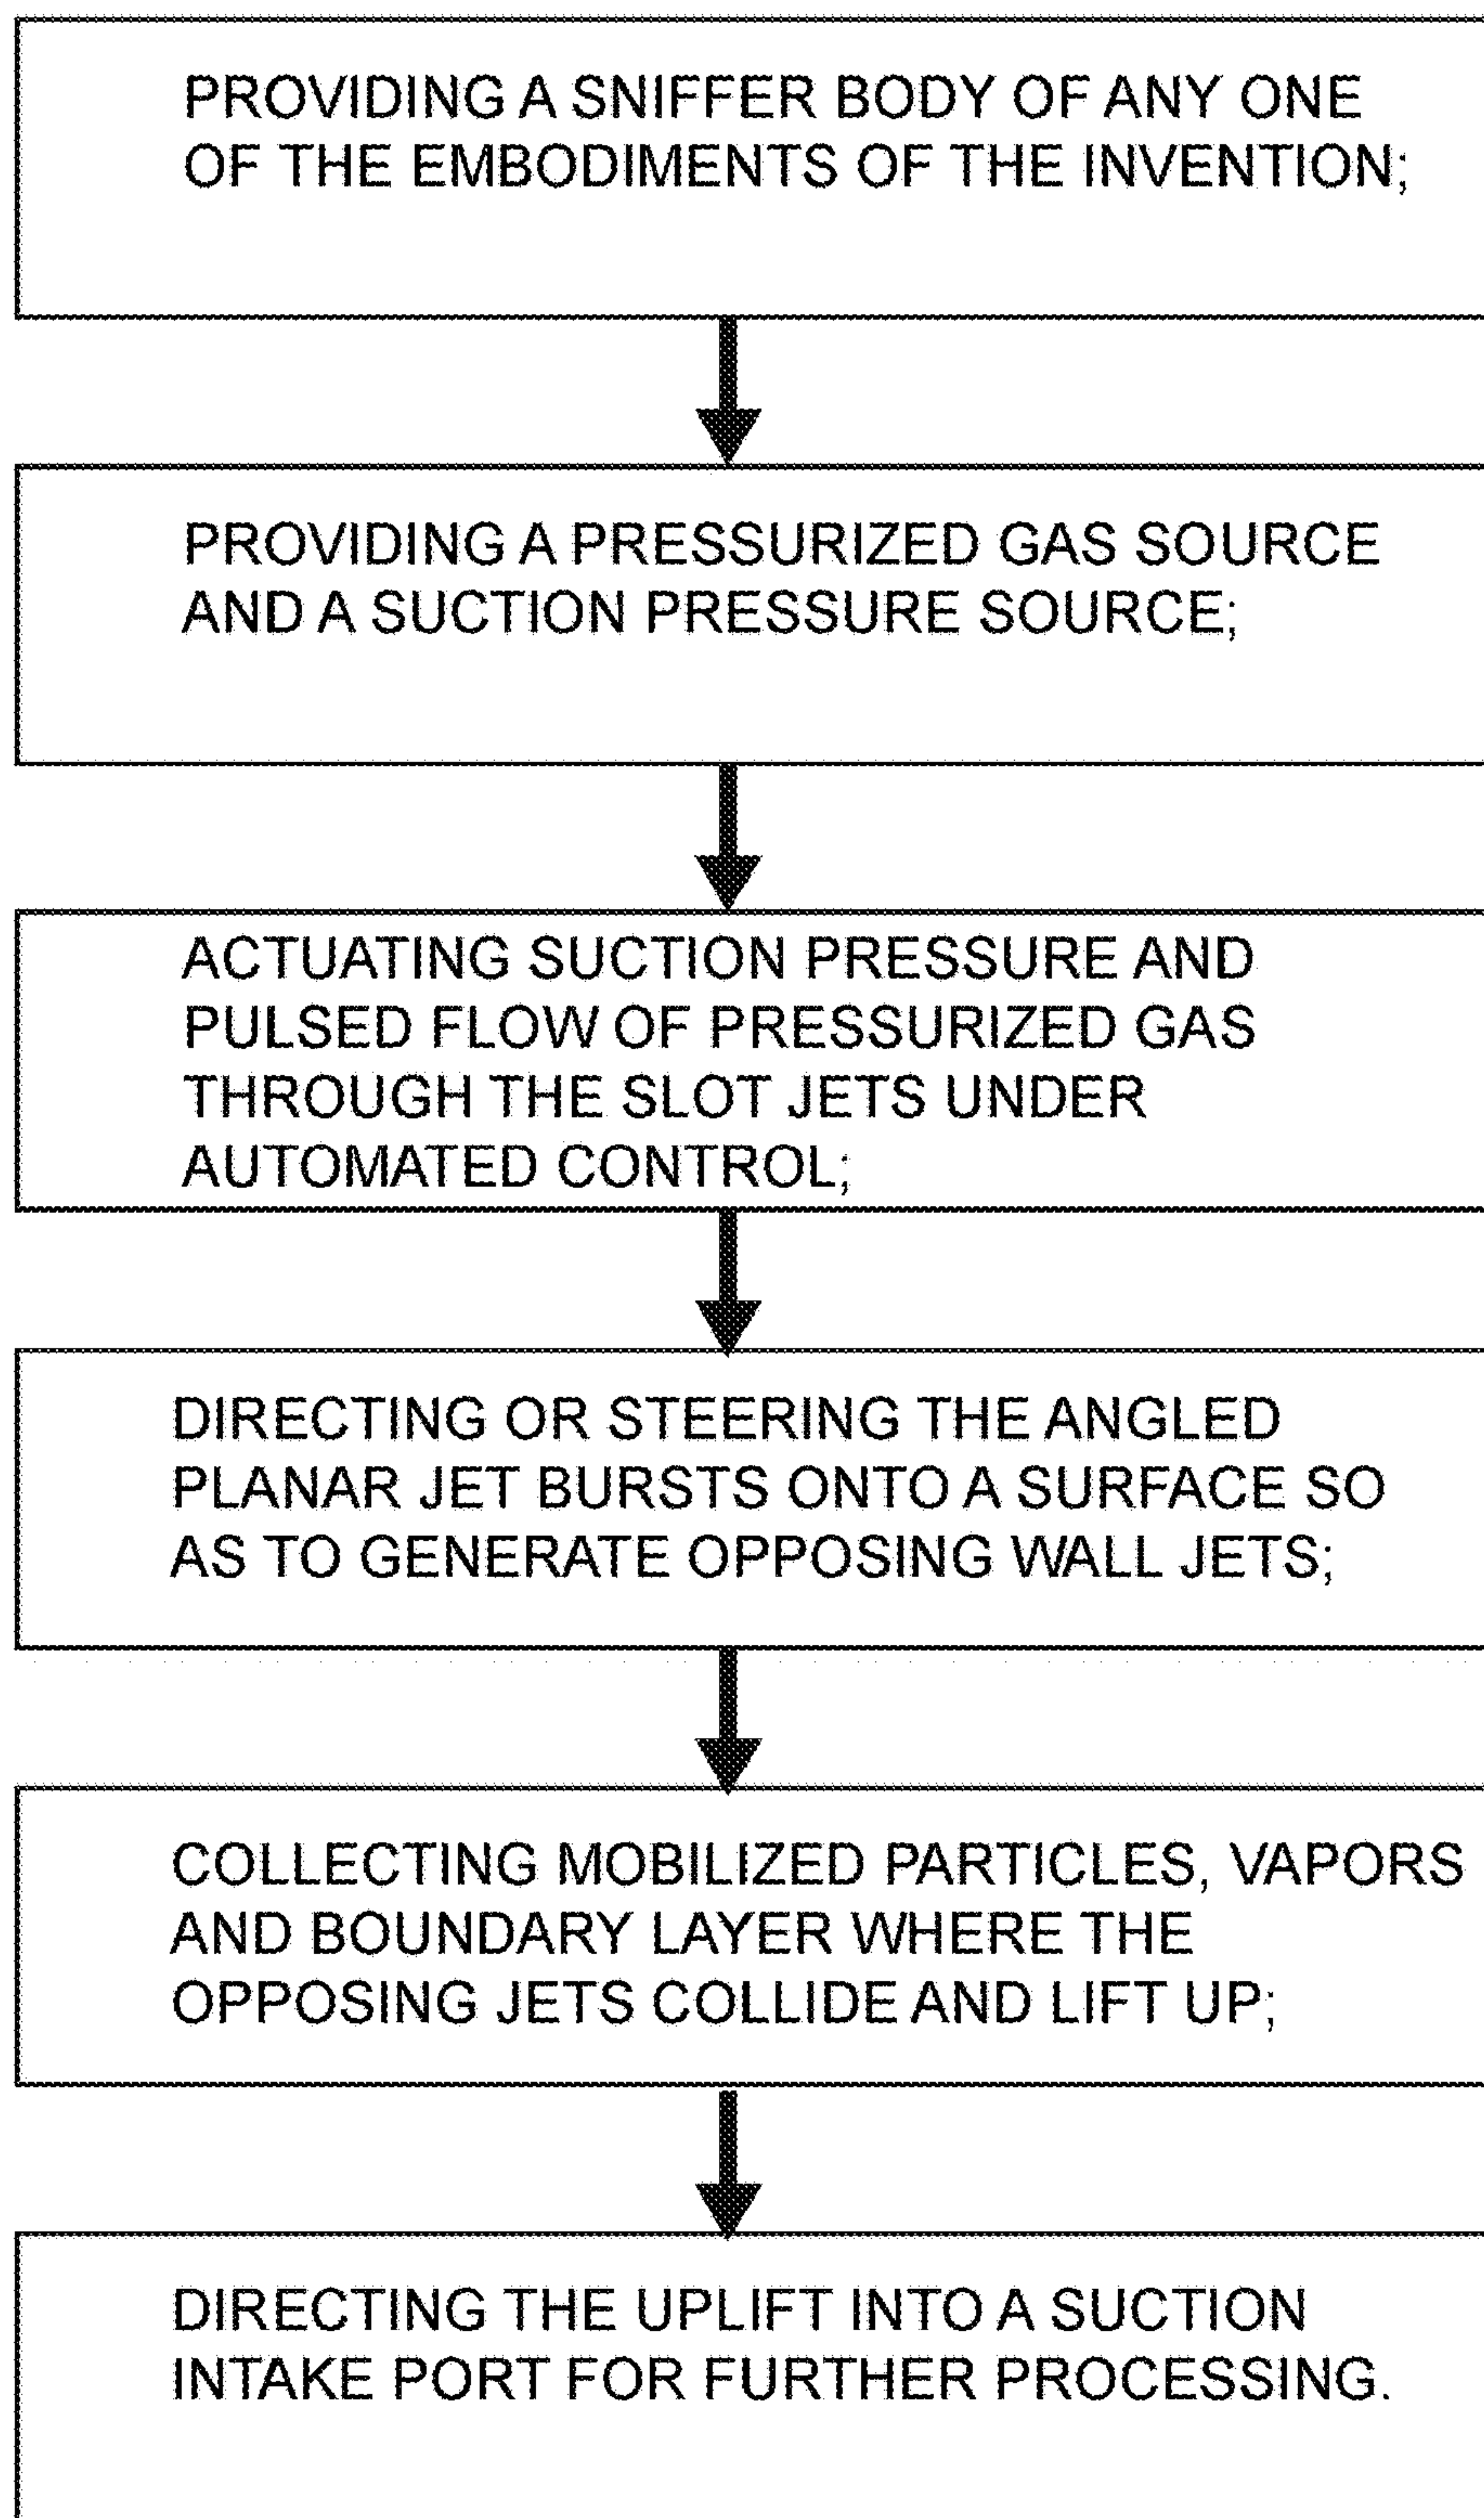 PROVIDING A SNIFFER BODY OF ANY ONE
OF THE EMBODIMENTS OF THE INVENTION;
PROVIDING A PRESSURIZED GAS SOURCE
AND A SUCTION PRESSURE SOURCE;
ACTUATING SUCTION PRESSURE AND
PULSED FLOW OF PRESSURIZED GAS
THROUGH THE SLOT JETS UNDER
AUTOMATED CONTROL;
DIRECTING OR STEERING THE ANGLED
PLANAR JET BURSTS ONTO A SURFACE SO
AS TO GENERATE OPPOSING WALL JETS;
COLLECTING MOBILIZED PARTICLES, VAPORS
AND BOUNDARY LAYER WHERE THE
OPPOSING JETS COLLIDE AND LIFT UP;
DIRECTING THE UPLIFT INTO A SUCTION
INTAKE PORT FOR FURTHER PROCESSING.